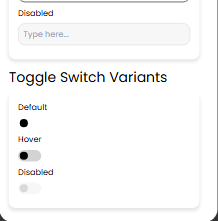 Disabled
Type here...
Toggle Switch Variants
Default
Hover
Disabled